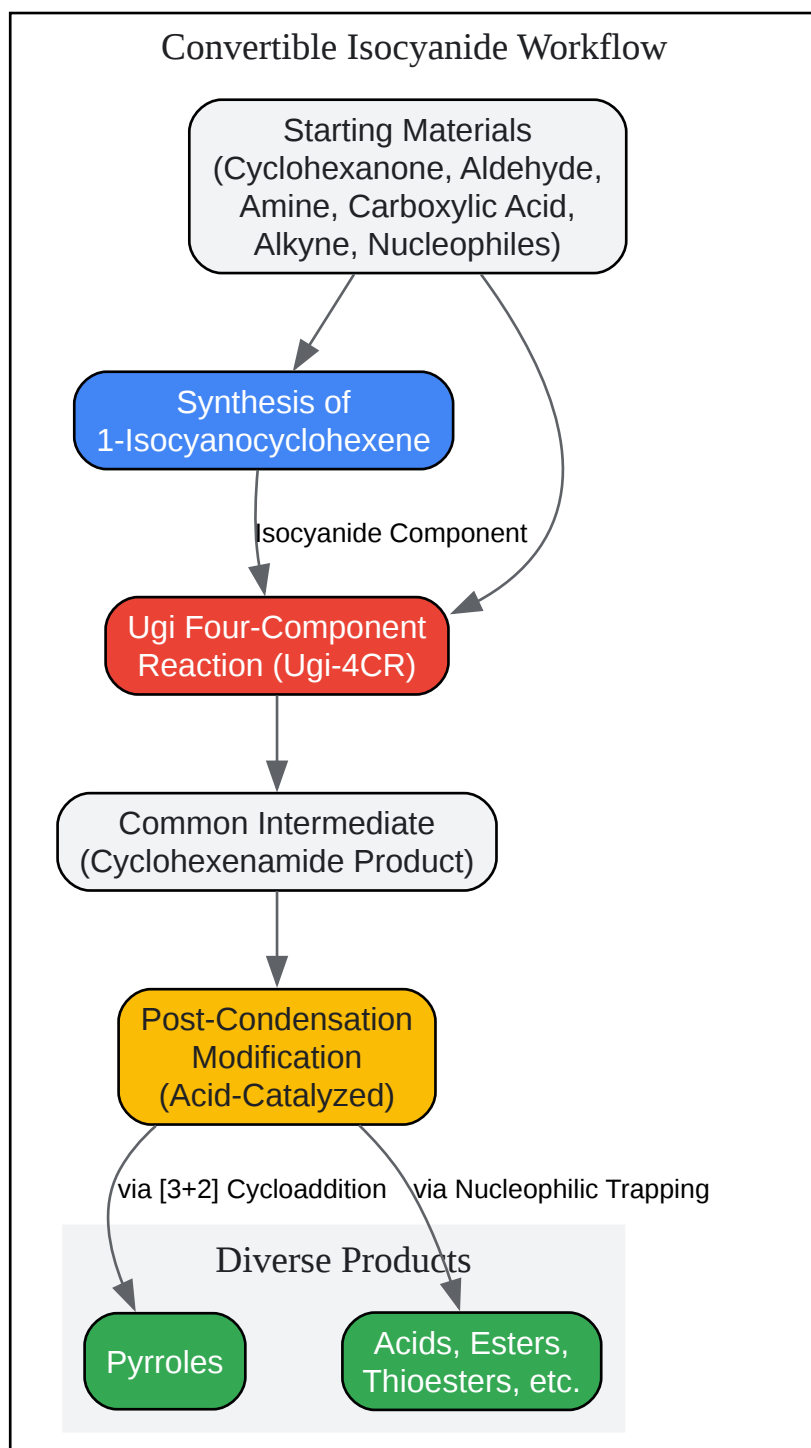 Convertible Isocyanide Workflow
Starting Materials
(Cyclohexanone, Aldehyde,
Amine, Carboxylic Acid,
Alkyne, Nucleophiles)
Synthesis of
1-Isocyanocyclohexene
Isocyanide Component
Ugi Four-Component
Reaction (Ugi-4CR)
Common Intermediate
(Cyclohexenamide Product)
Post-Condensation
Modification
(Acid-Catalyzed)
via [3+2] Cycloaddition
via Nucleophilic Trapping
Diverse Products
Pyrroles
Acids, Esters,
Thioesters, etc.